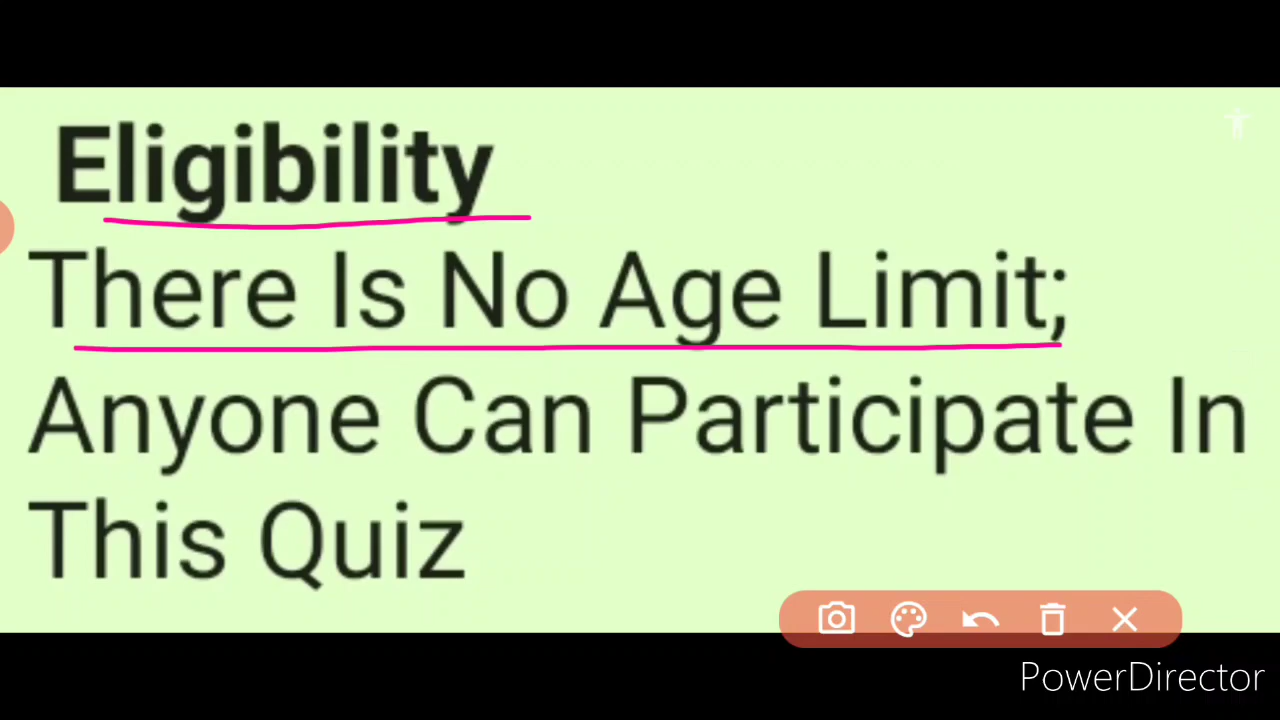 Eligibility
There Is No Age Limit;
Anyone Can Participate In
This Quiz
PowerDirector